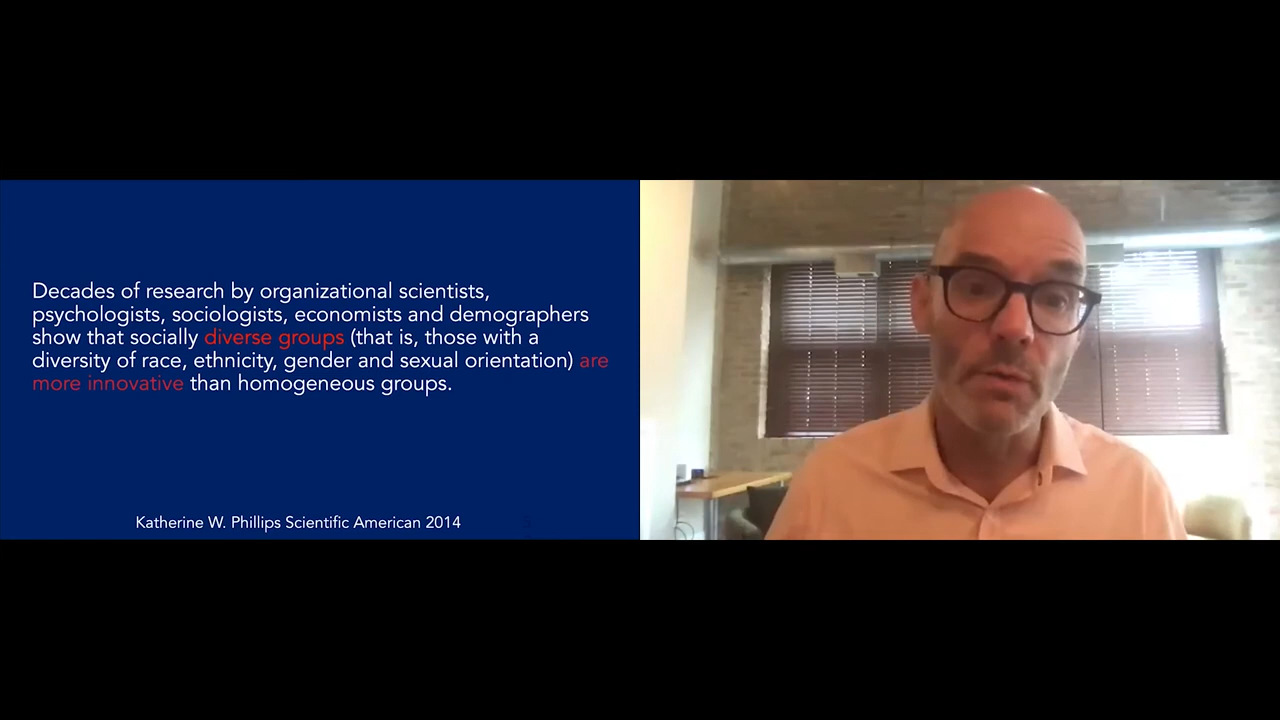 Decades of research by organizational scientists,
psychologists, sociologists, economists and demographers
show that socially diverse groups (that is, those with a
diversity of race, ethnicity, gender and sexual orientation) are
more innovative than homogeneous groups.
Katherine W. Phillips Scientific American 2014